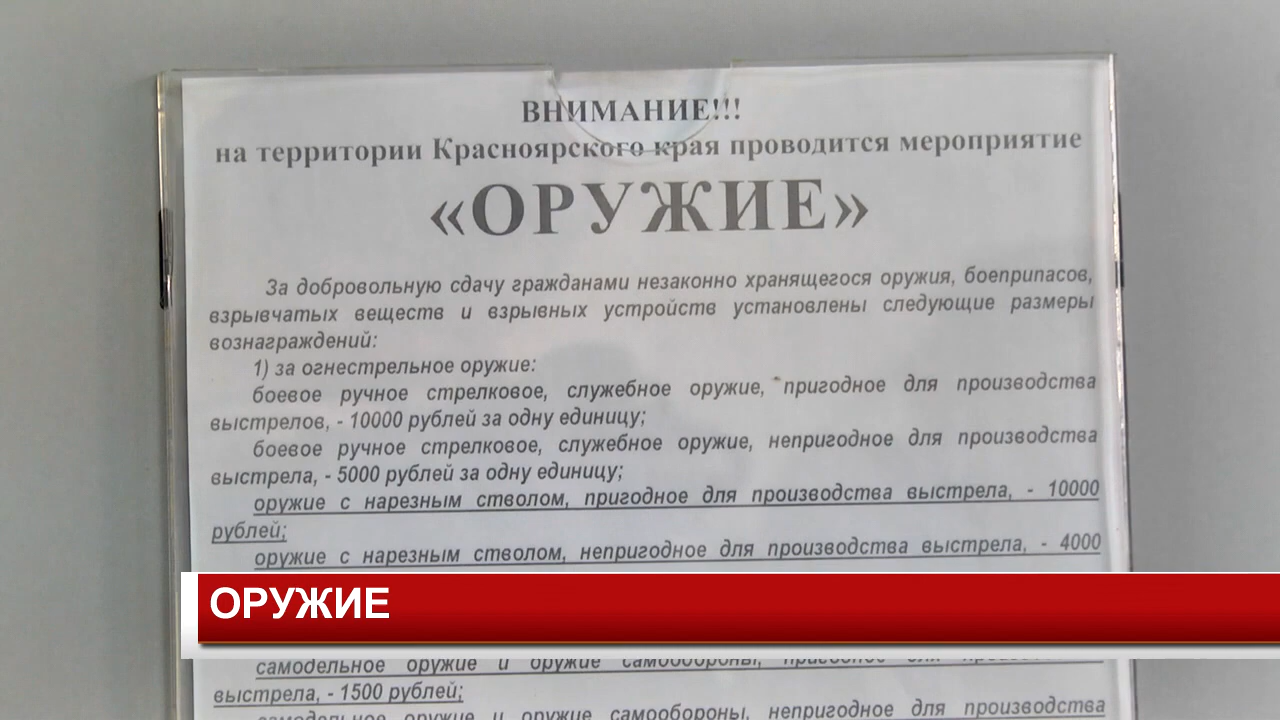 ВНИМАНИЕ!!!
на территории Красноярского края проводится мероприятие
«ОРУЖИЕ»
За добровольную сдачу гражданами незаконно хранящегося оружия, боеприпасов,
взрывчатых веществ и взрывных устройств установлены следующие размеры
вознаграждений:
1) за огнестрельное оружие:
боевое ручное стрелковое, служебное оружие, пригодное для производства
выстрелов, - 10000 рублей за одну единицу;
боевое ручное стрелковое, служебное оружие, непригодное для производства
выстрела, - 5000 рублей за одну единицу;
оружие с нарезным стволом, пригодное для производства выстрела, - 10000
рублей;
оружие с нарезным стволом, непригодное для производства выстрела, - 4000
ОРУЖИЕ
самодельное оружие и оружие самообороны, пригодное для
выстрела, - 1500 рублей;
самодельное оружие и оружие самообороны, непригодное для производства